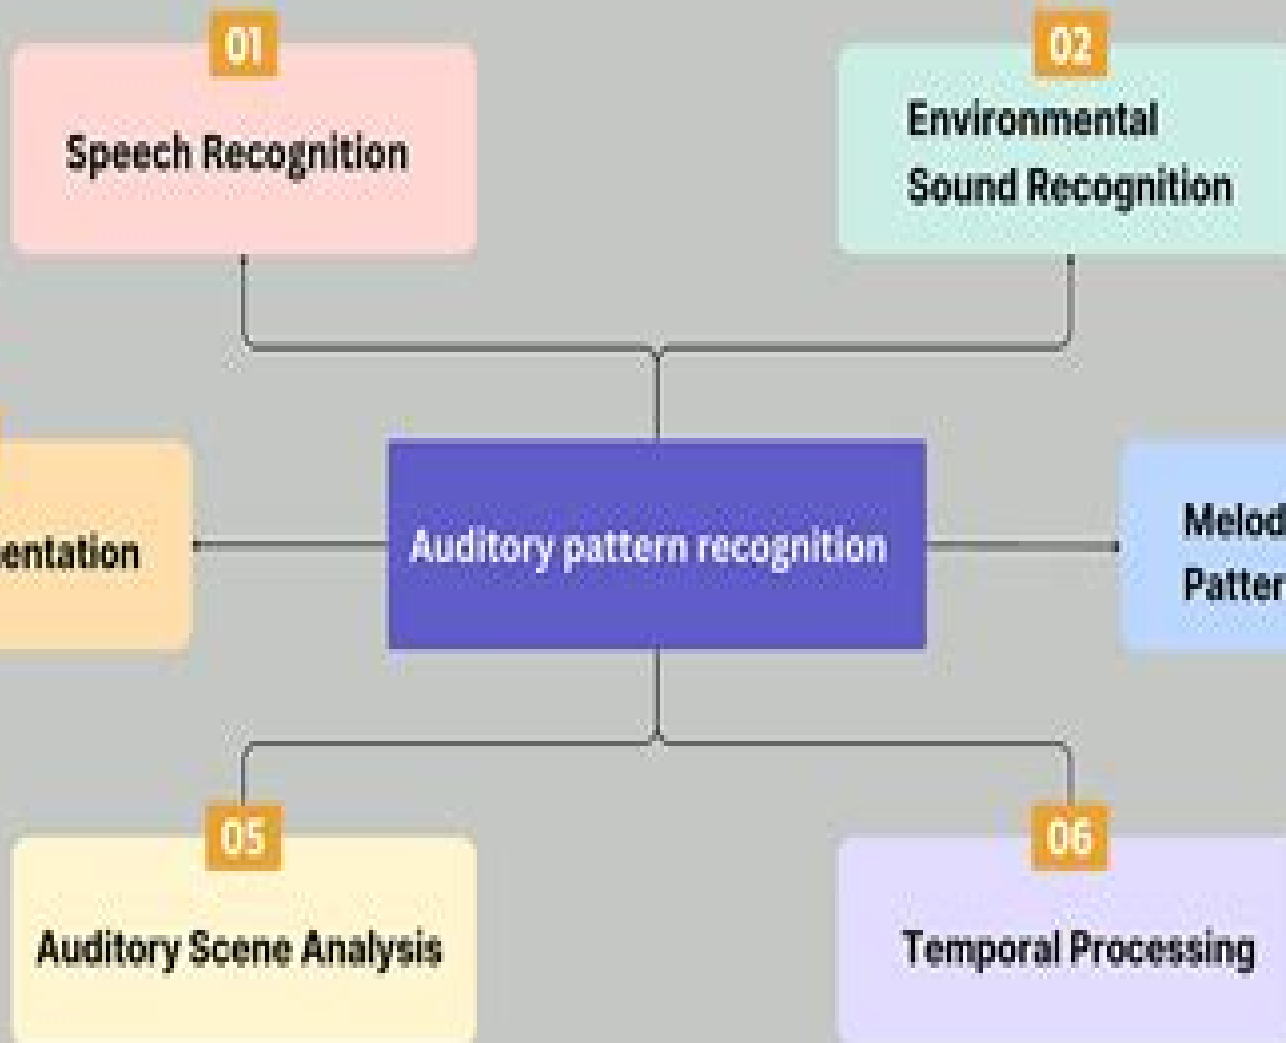 01
Speech Recognition
02
Environmental
Sound Recognition
entation
Auditory pattern recognition
Melod
Patter
05
Auditory Scene Analysis
06
Temporal Processing